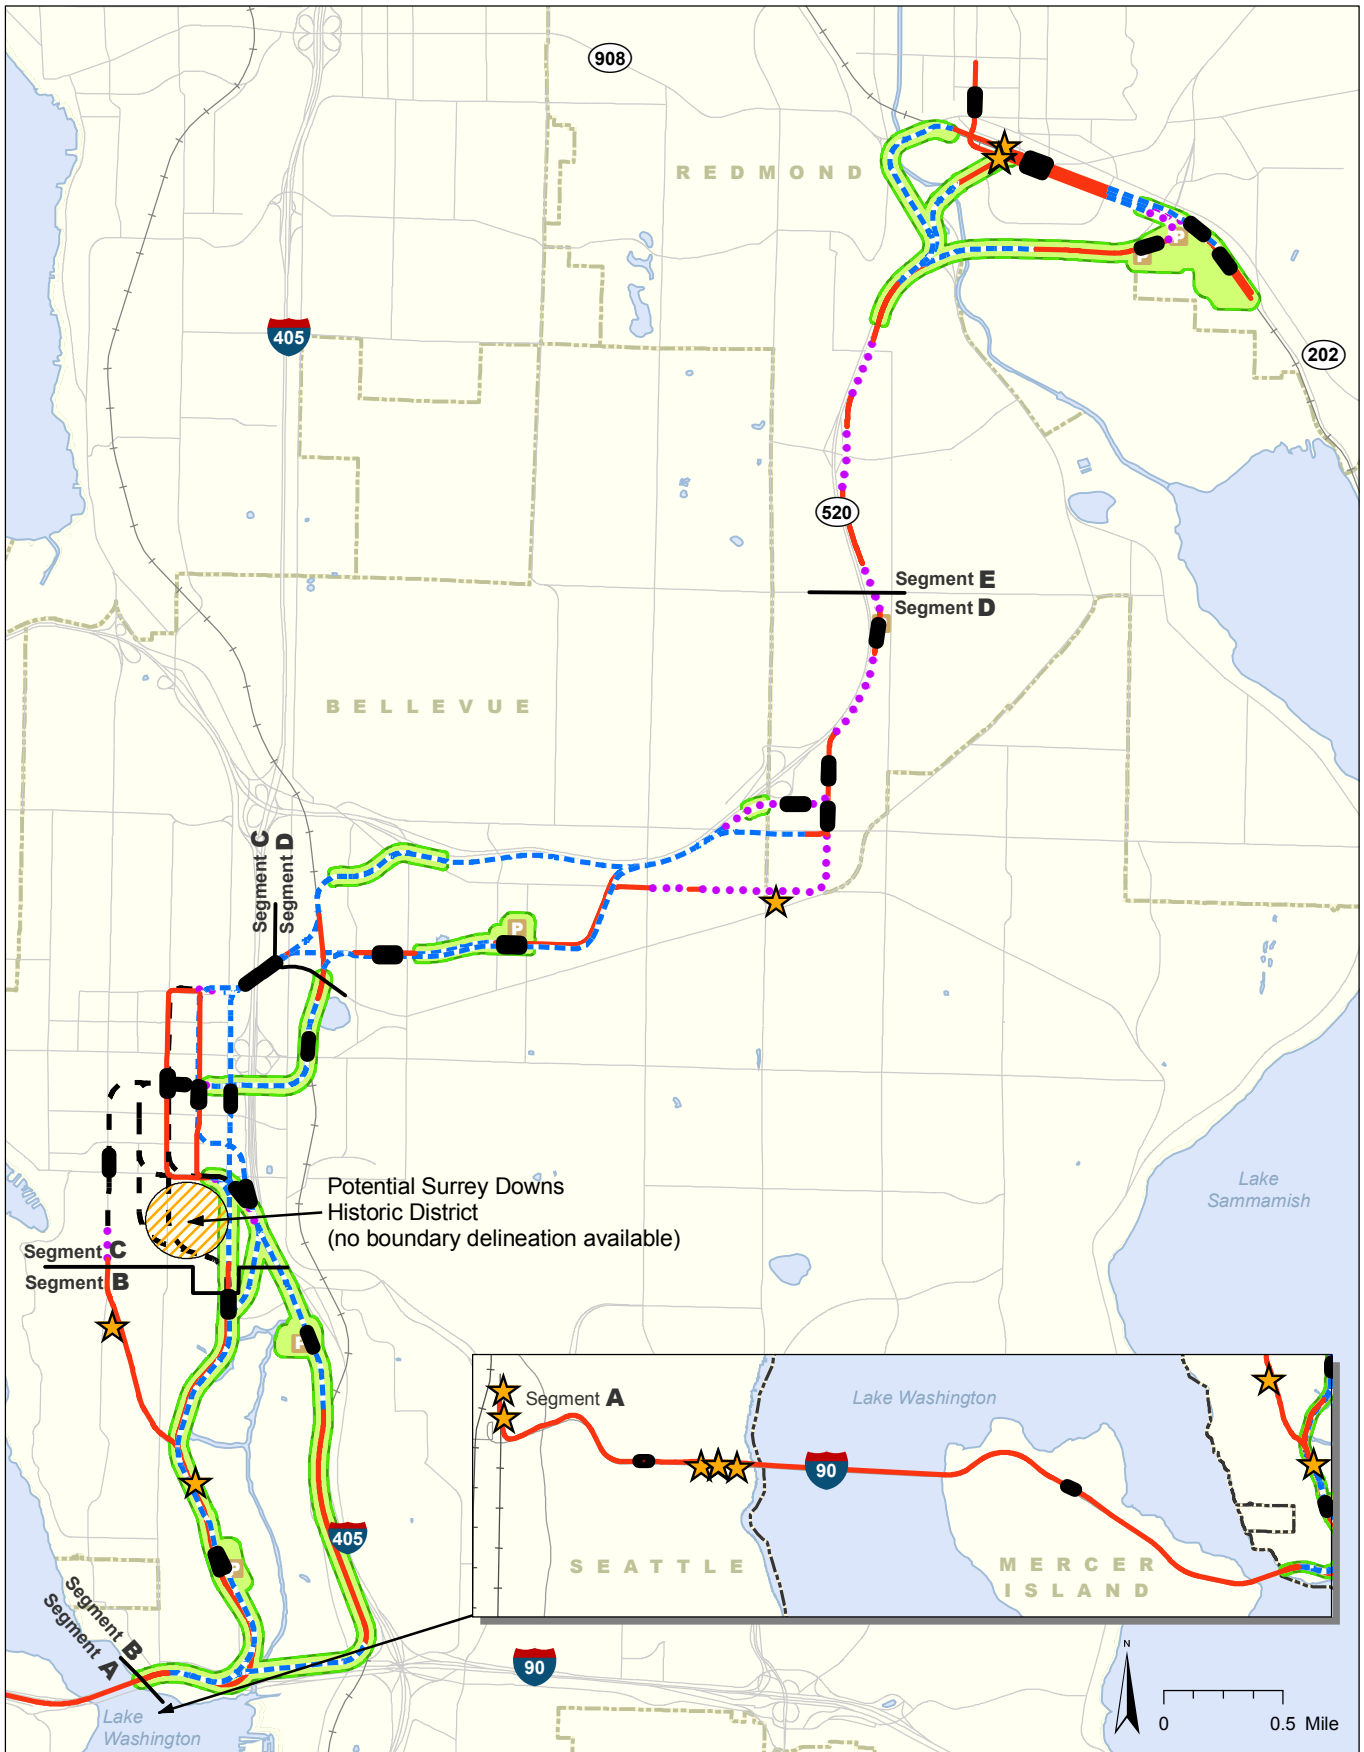 908
REDMOND
405
202
520
Segment E
Segment D
BELLEVUE
Segment C
Segment D
P
P
P
P
Potential Surrey Downs
Historic District
(no boundary delineation available)
Segment C
Segment B
Lake
Sammamish
P
Segment A
Lake Washington
90
SEATTLE
MERCER
ISLAND
405
P
Segment B
Segment A
90
Lake
Washington
N
0 0.5 Mile